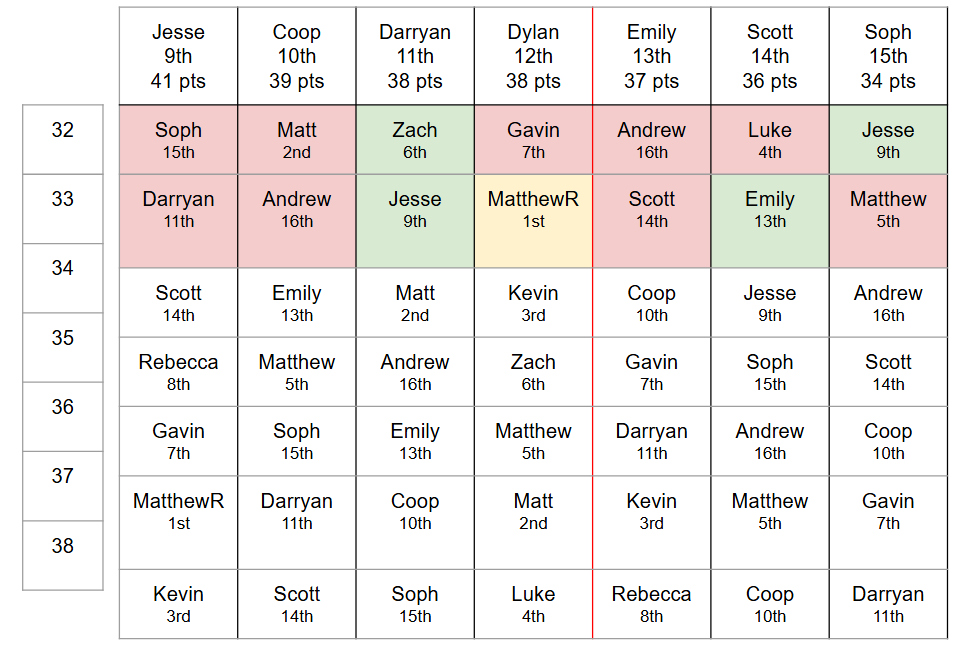 Jesse Coop Darryan Dylan Emily Scott Soph
9th 10th 11th 12th 13th 14th 15th
41 pts 39 pts 38 pts 38 pts 37 pts 36 pts 34 pts
32 Soph Matt Zach Gavin Andrew Luke Jesse
15th 2nd 6th 7th 16th 4th 9th
33 Darryan Andrew Jesse MatthewR Scott Emily Matthew
11th 16th 9th 1st 14th 13th 5th
34
Scott Emily Matt Kevin Coop Jesse Andrew
14th 13th 2nd 3rd 10th 9th 16th
35
Rebecca Matthew Andrew Zach Gavin Soph Scott
8th 5th 16th 6th 7th 15th 14th
36
Gavin Soph Emily Matthew Darryan Andrew Coop
7th 15th 13th 5th 11th 16th 10th
37
MatthewR Darryan Coop Matt Kevin Matthew Gavin
1st 11th 10th 2nd 3rd 5th 7th
38
Kevin Scott Soph Luke Rebecca Coop Darryan
3rd 14th 15th 4th 8th 10th 11th